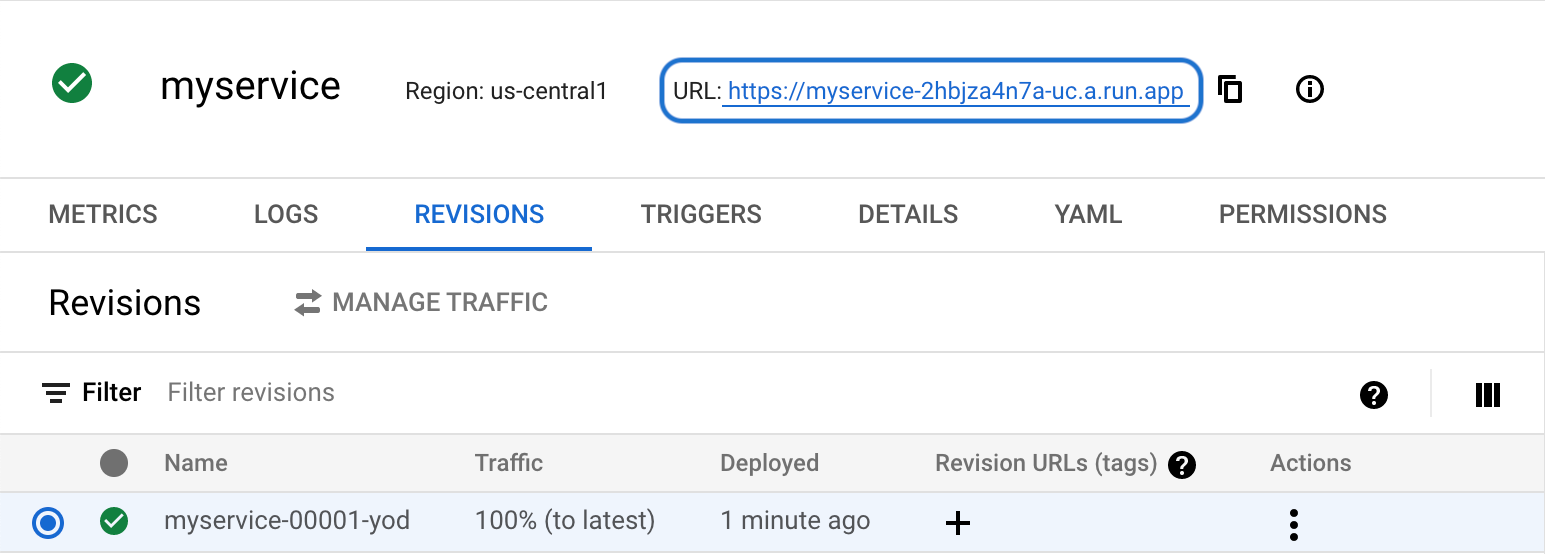 myservice Region: us-central1 URL: https://myservice-2hbjza4n7a-uc.a.run.app
METRICS LOGS REVISIONS TRIGGERS DETAILS YAML PERMISSIONS
Revisions MANAGE TRAFFIC
Filter Filter revisions
Name Traffic Deployed Revision URLs (tags) Actions
myservice-00001-yod 100% (to latest) 1 minute ago